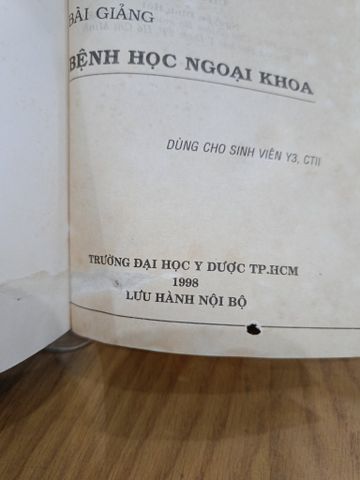 BÀI GIẢNG
BỆNH HỌC NGOẠI KHOA
DÙNG CHO SINH VIÊN Y3, CTII
TRƯỜNG ĐẠI HỌC Y DƯỢC TP.HCM
1998
LƯU HÀNH NỘI BỘ